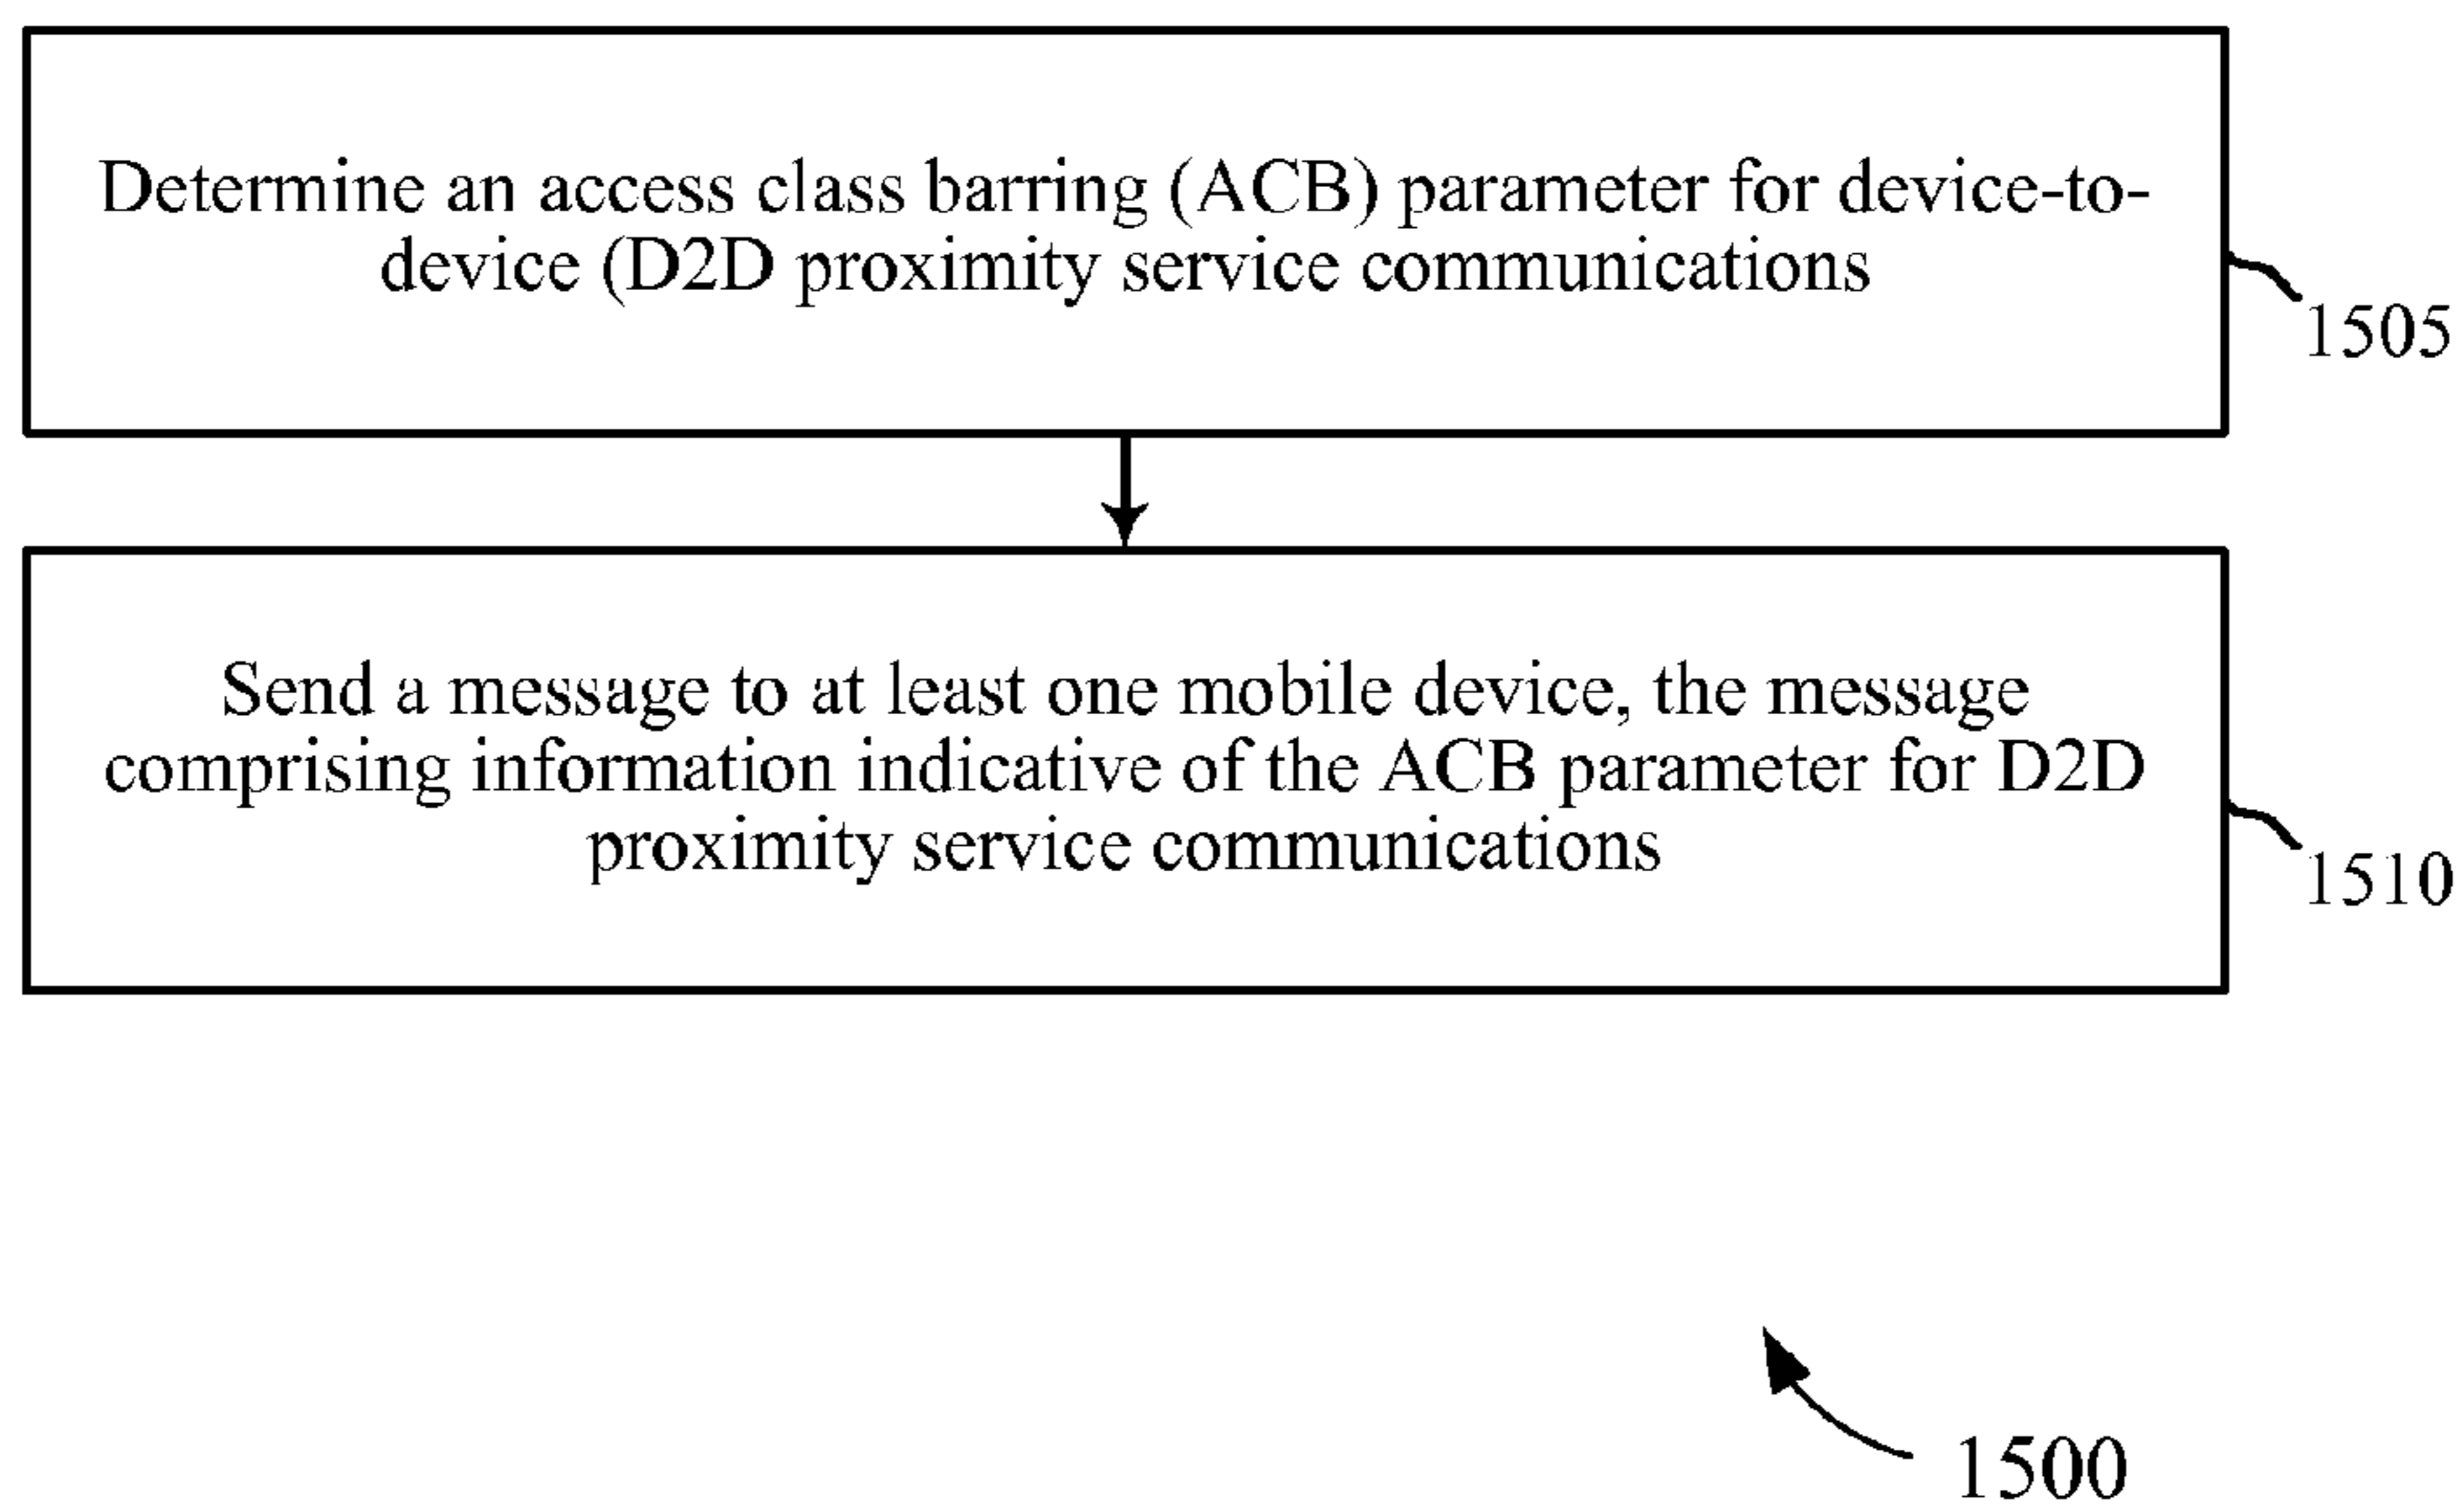 Determine an access class barring (ACB) parameter for device-to-
device (D2D proximity service communications
1505
Send a message to at least one mobile device, the message
comprising information indicative of the ACB parameter for D2D
proximity service communications
1510
1500